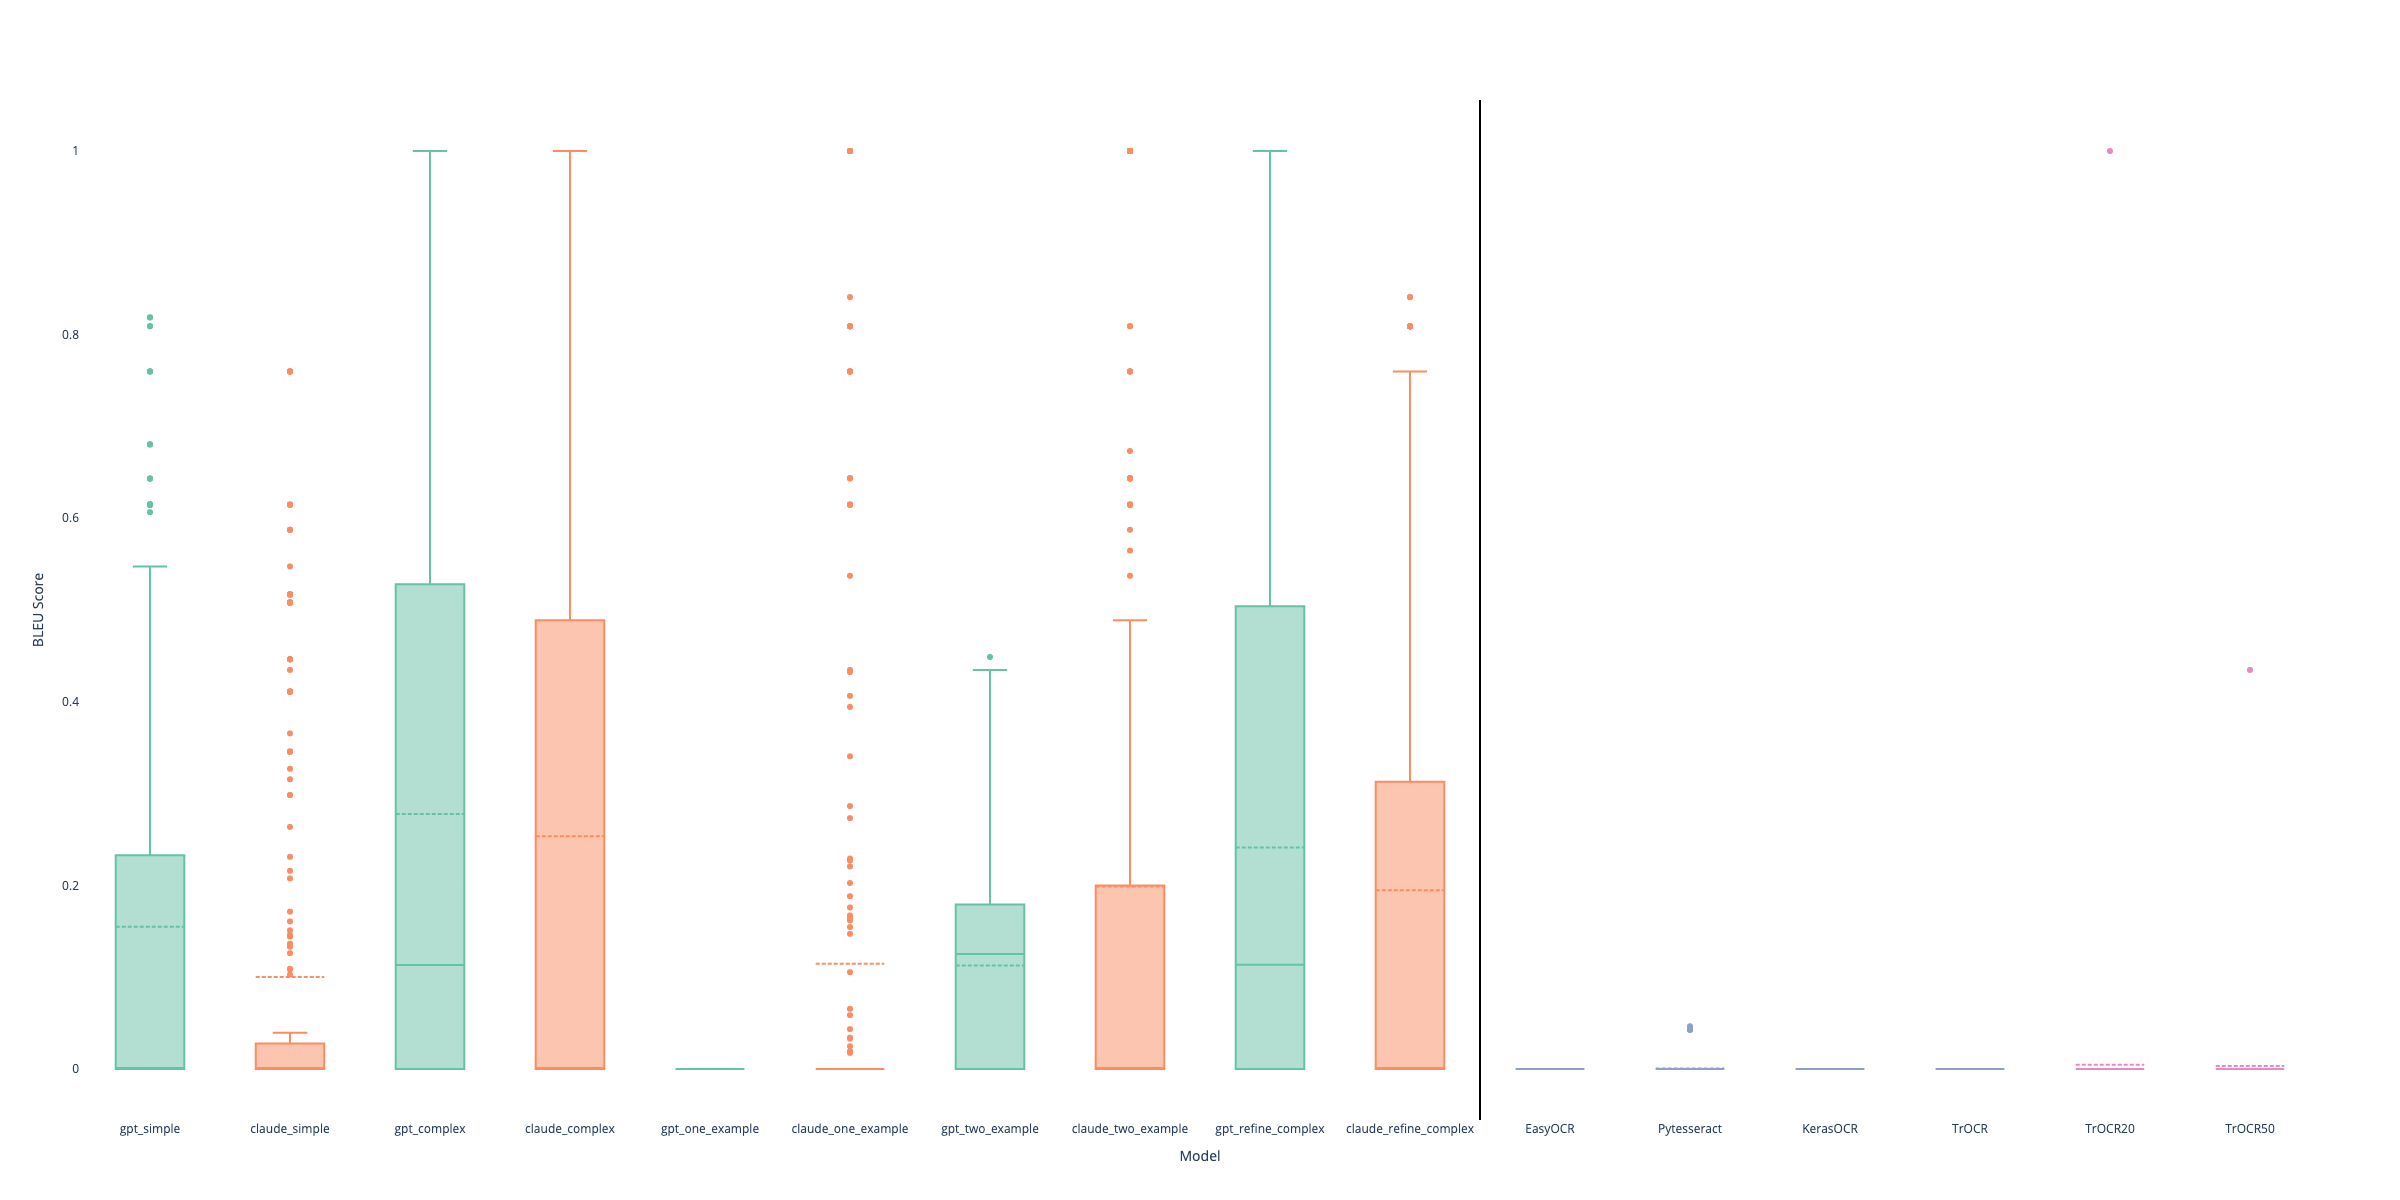 1
0.8
0.6
0.4
0.2
0
BLEU Score
gpt_simple claude_simple gpt_complex claude_complex gpt_one_example claude_one_example gpt_two_example claude_two_example gpt_refine_complex claude_refine_complex EasyOCR Pytesseract KerasOCR TrOCR TrOCR20 TrOCR50
Model